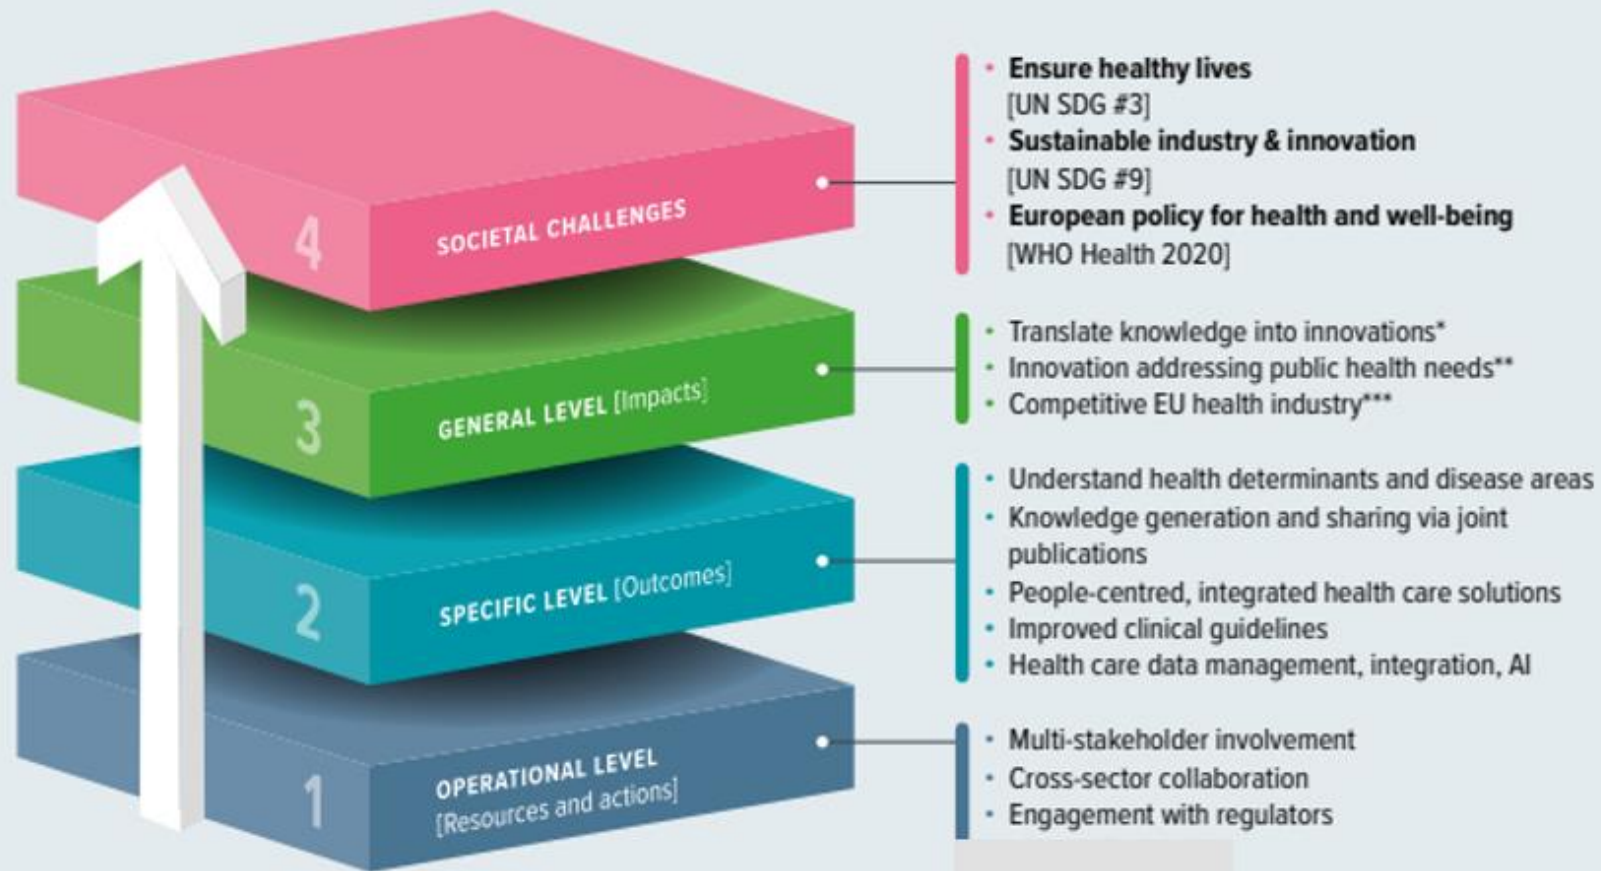 4
SOCIETAL CHALLENGES
• Ensure healthy lives
[UN SDG #3]
• Sustainable industry & innovation
[UN SDG #9]
• European policy for health and well-being
[WHO Health 2020]
3
GENERAL LEVEL [Impacts]
• Translate knowledge into innovations*
• Innovation addressing public health needs**
• Competitive EU health industry***
2
SPECIFIC LEVEL [Outcomes]
• Understand health determinants and disease areas
• Knowledge generation and sharing via joint
publications
• People-centred, integrated health care solutions
• Improved clinical guidelines
• Health care data management, integration, AI
1
OPERATIONAL LEVEL
[Resources and actions]
• Multi-stakeholder involvement
• Cross-sector collaboration
• Engagement with regulators